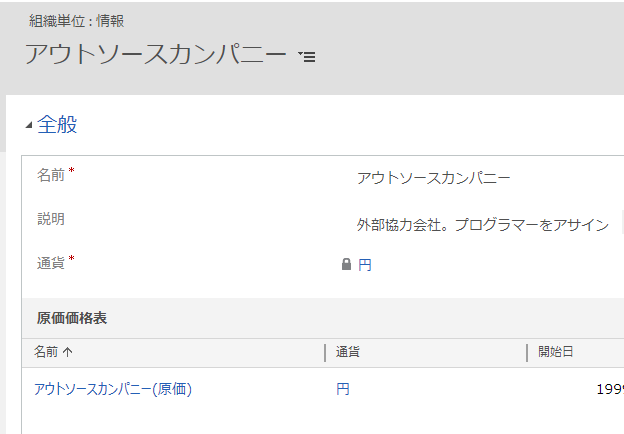 組織単位 : 情報
アウトソースカンパニー
全般
名前 *
アウトソースカンパニー
説明
外部協力会社。プログラマーをアサイン
通貨 *
円
原価価格表
名前 ↑ 通貨 開始日
アウトソースカンパニー(原価) 円 199